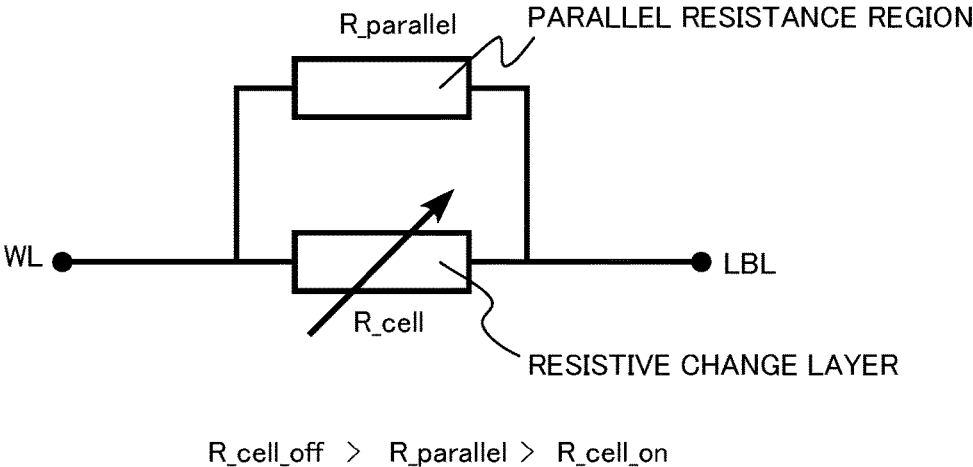 R_parallel
PARALLEL RESISTANCE REGION
WL
LBL
R_cell
RESISTIVE CHANGE LAYER
R_cell_off > R_parallel > R_cell_on